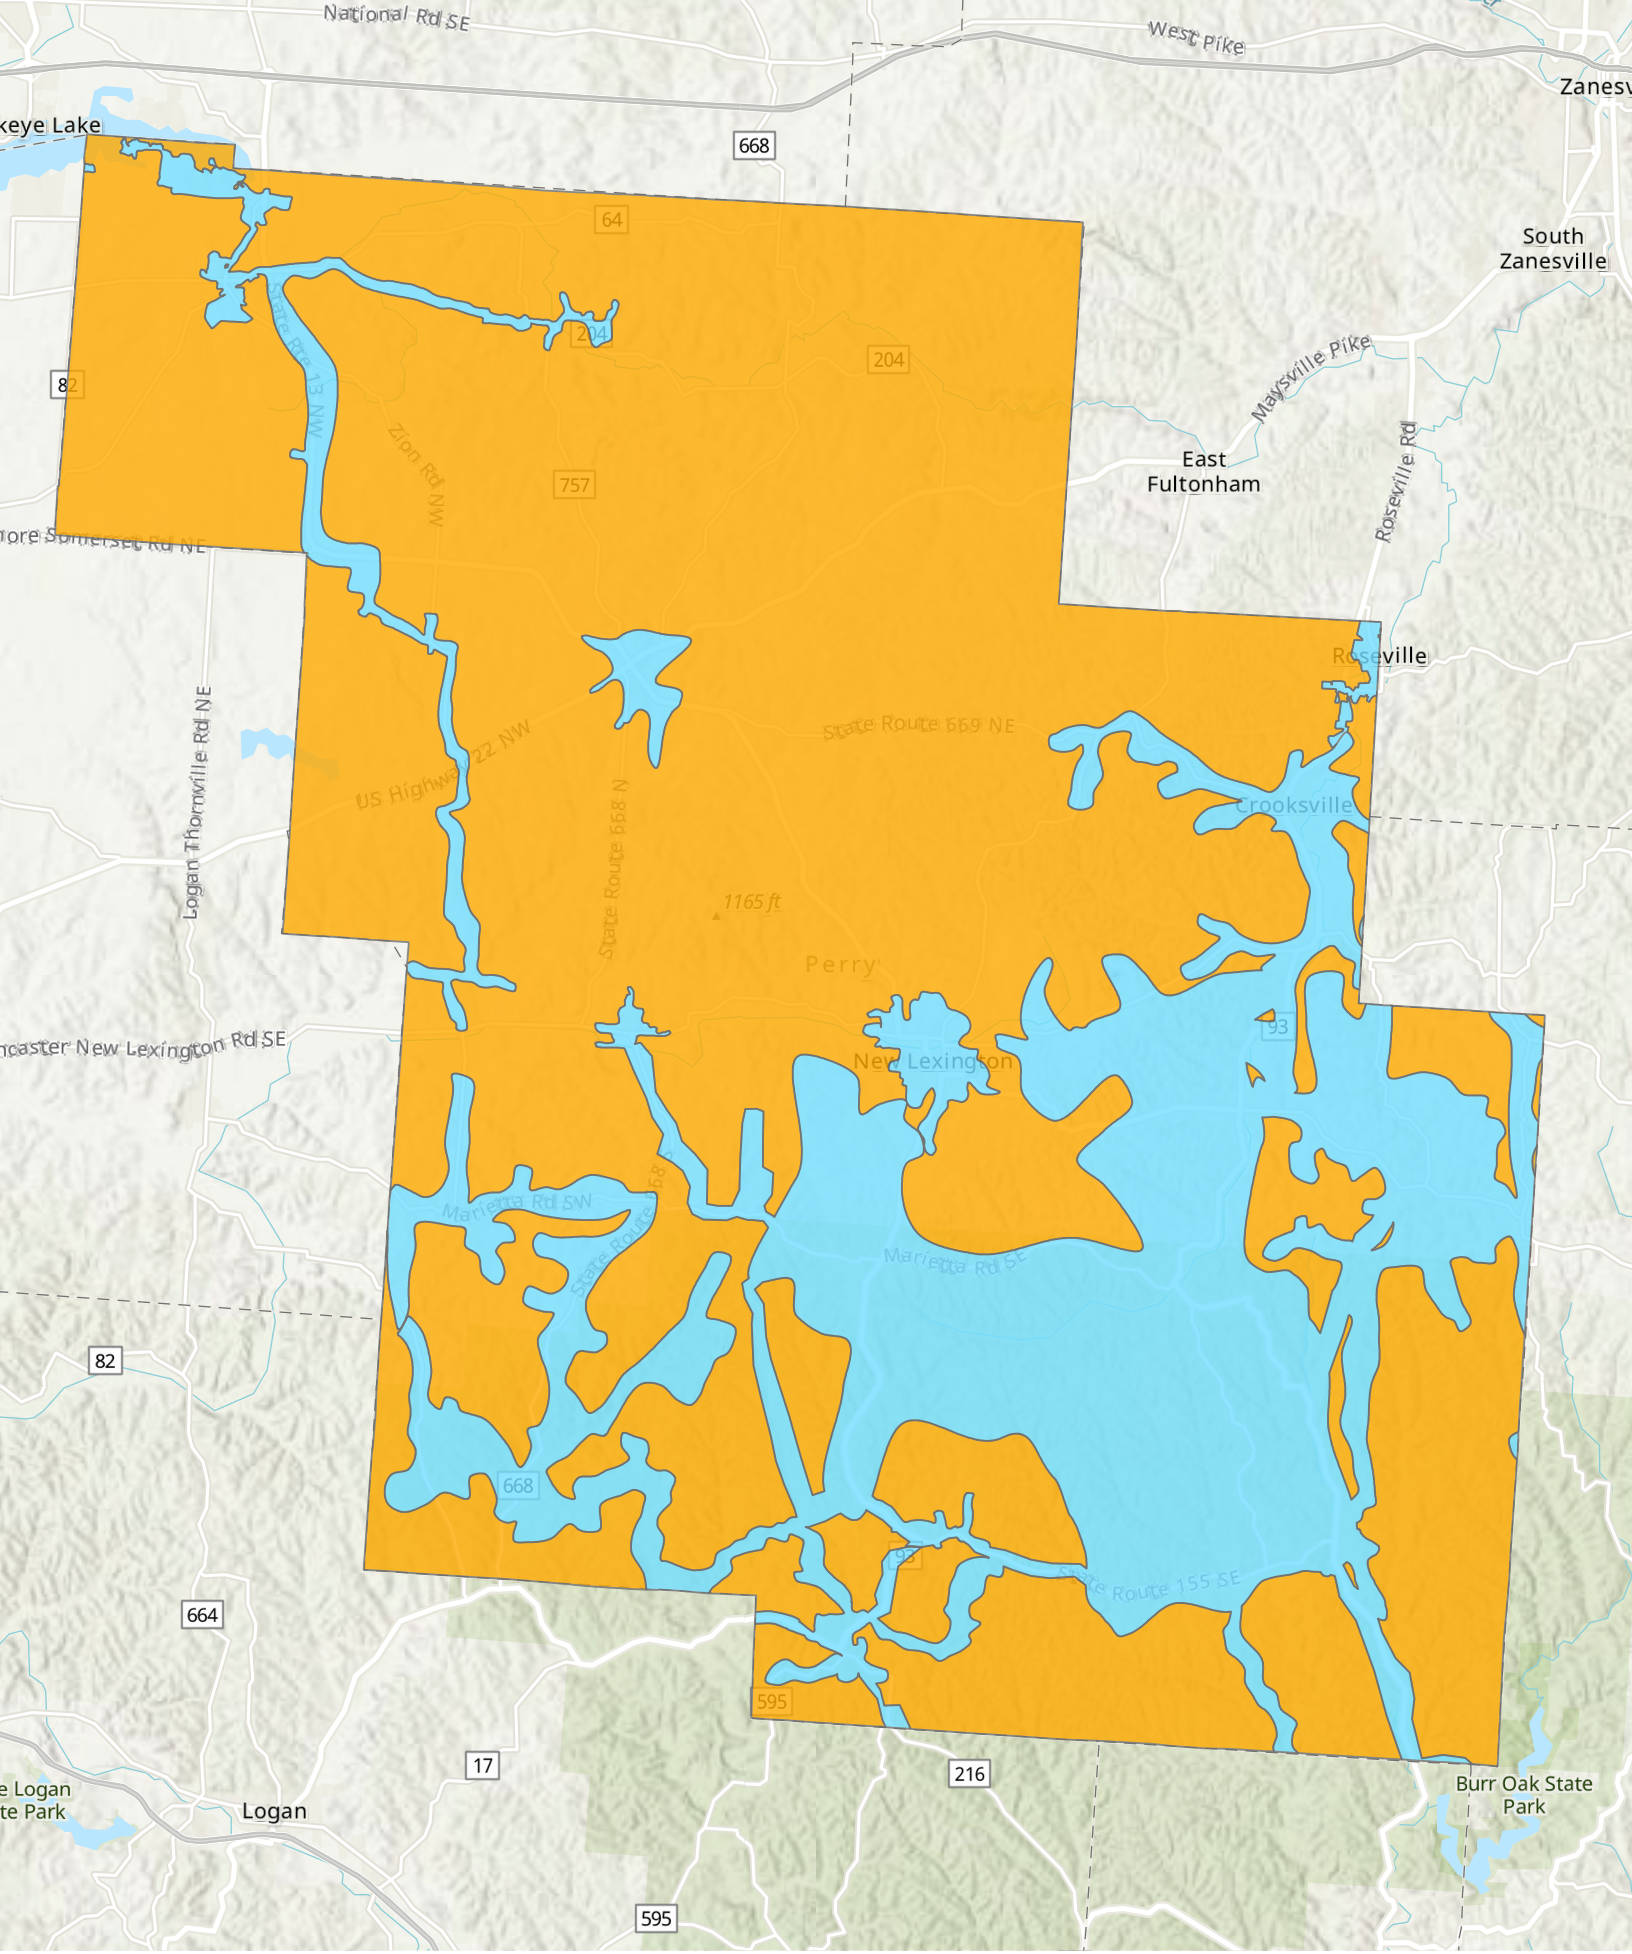 National Rd SE
West Pike
Zanesv
keye Lake
668
64
South
Zanesville
State Rte 13 NW
204
204
82
Maysville Pike
Zion Rd NW
East
Fultonham
Roseville Rd
757
more Somerset Rd NE
Roseville
Logan Thornville Rd NE
US Highway 22 NW
State Route 669 NE
State Route 668 N
Crooksville
1165 ft
Perry
93
ncaster New Lexington Rd SE
New Lexington
State Route 668 S
Marietta Rd SW
Marietta Rd SE
82
668
93
State Route 155 SE
664
595
17
216
e Logan
te Park
Logan
Burr Oak State
Park
595